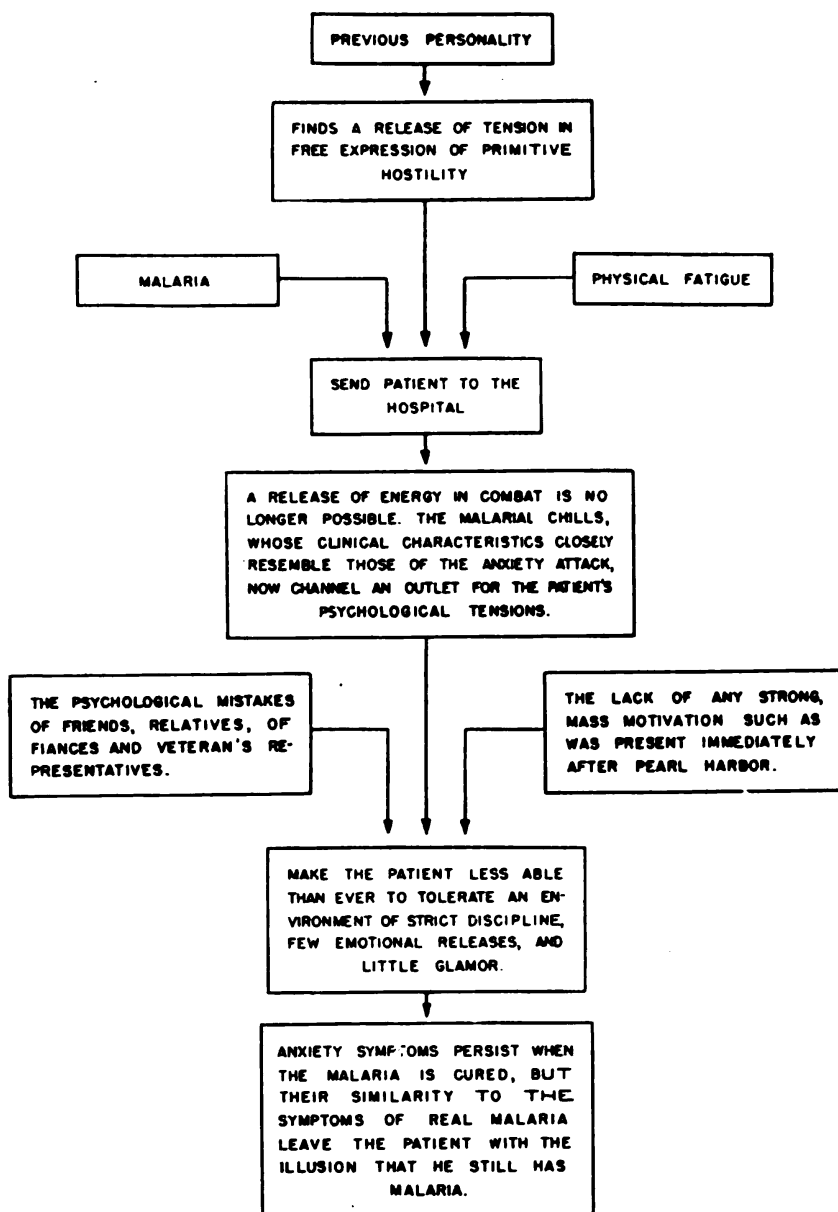 PREVIOUS PERSONALITY
FINDS A RELEASE OF TENSION IN
FREE EXPRESSION OF PRIMITIVE
HOSTILITY
MALARIA
PHYSICAL FATIGUE
SEND PATIENT TO THE
HOSPITAL
A RELEASE OF ENERGY IN COMBAT IS NO
LONGER POSSIBLE. THE MALARIAL CHILLS,
WHOSE CLINICAL CHARACTERISTICS CLOSELY
RESEMBLE THOSE OF THE ANXIETY ATTACK,
NOW CHANNEL AN OUTLET FOR THE PATIENT'S
PSYCHOLOGICAL TENSIONS.
THE PSYCHOLOGICAL MISTAKES
OF FRIENDS, RELATIVES, OF
FIANCES AND VETERAN'S RE-
PRESENTATIVES.
THE LACK OF ANY STRONG,
MASS MOTIVATION SUCH AS
WAS PRESENT IMMEDIATELY
AFTER PEARL HARBOR.
MAKE THE PATIENT LESS ABLE
THAN EVER TO TOLERATE AN EN-
VIRONMENT OF STRICT DISCIPLINE,
FEW EMOTIONAL RELEASES, AND
LITTLE GLAMOR.
ANXIETY SYMPTOMS PERSIST WHEN
THE MALARIA IS CURED, BUT
THEIR SIMILARITY TO THE
SYMPTOMS OF REAL MALARIA
LEAVE THE PATIENT WITH THE
ILLUSION THAT HE STILL HAS
MALARIA.